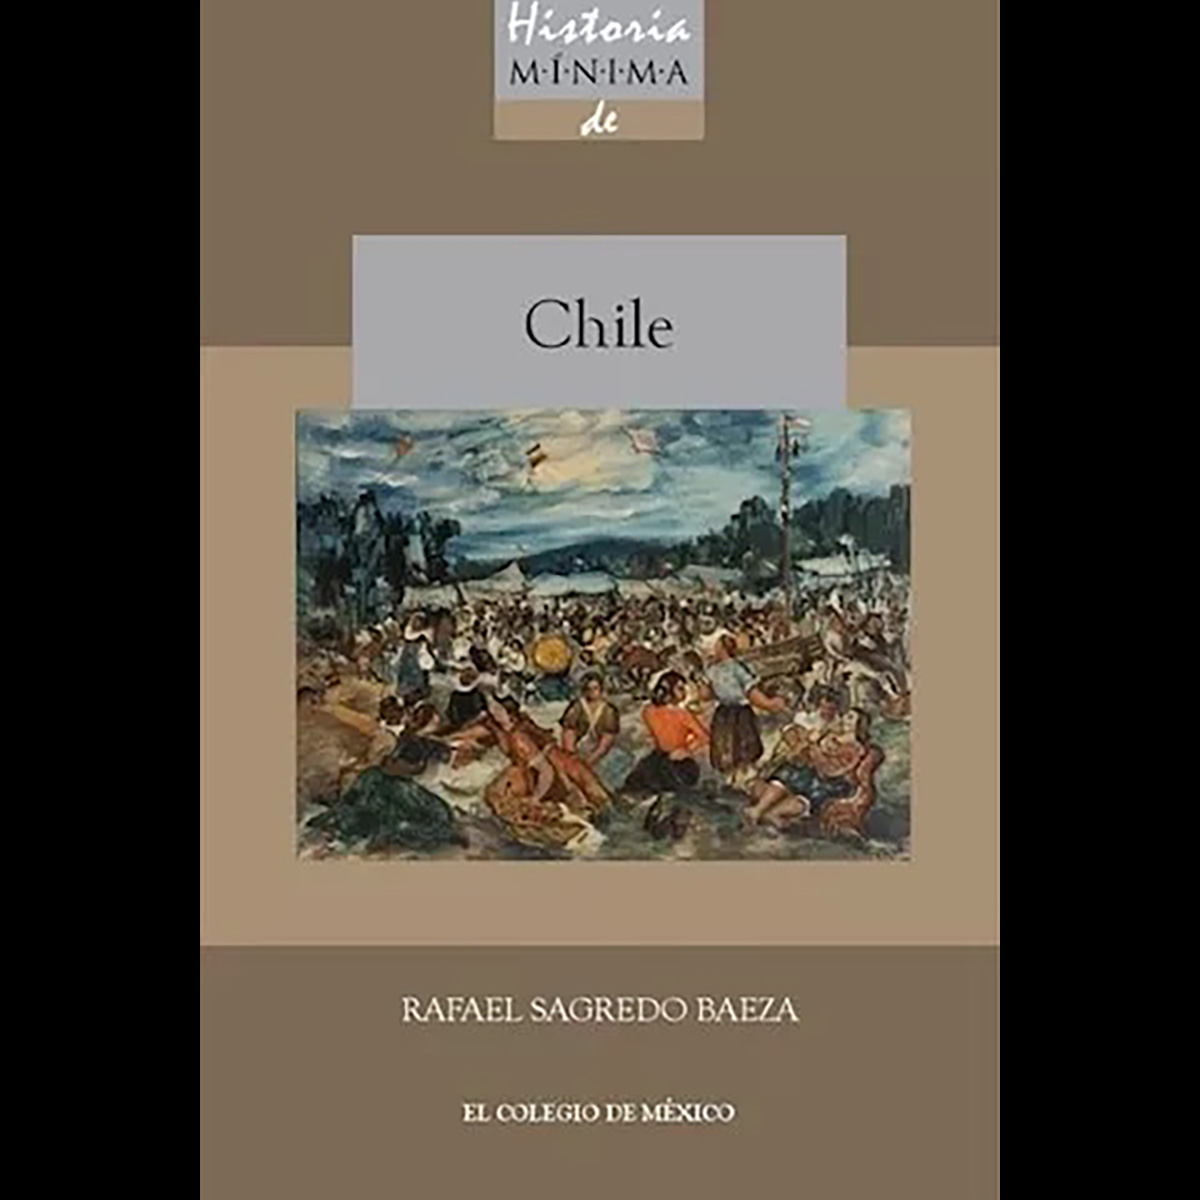 Historia
M·Í·N·I·M·A
de
Chile
RAFAEL SAGREDO BAEZA
EL COLEGIO DE MÉXICO